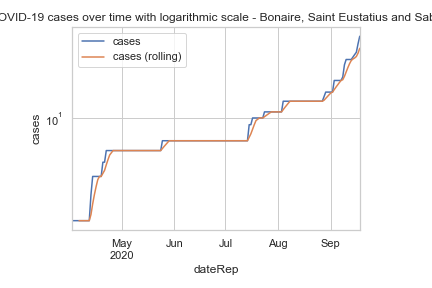 OVID-19 cases over time with logarithmic scale - Bonaire, Saint Eustatius and Sab
cases
cases (rolling)
10¹
cases
May
2020
Jun
Jul
Aug
Sep
dateRep